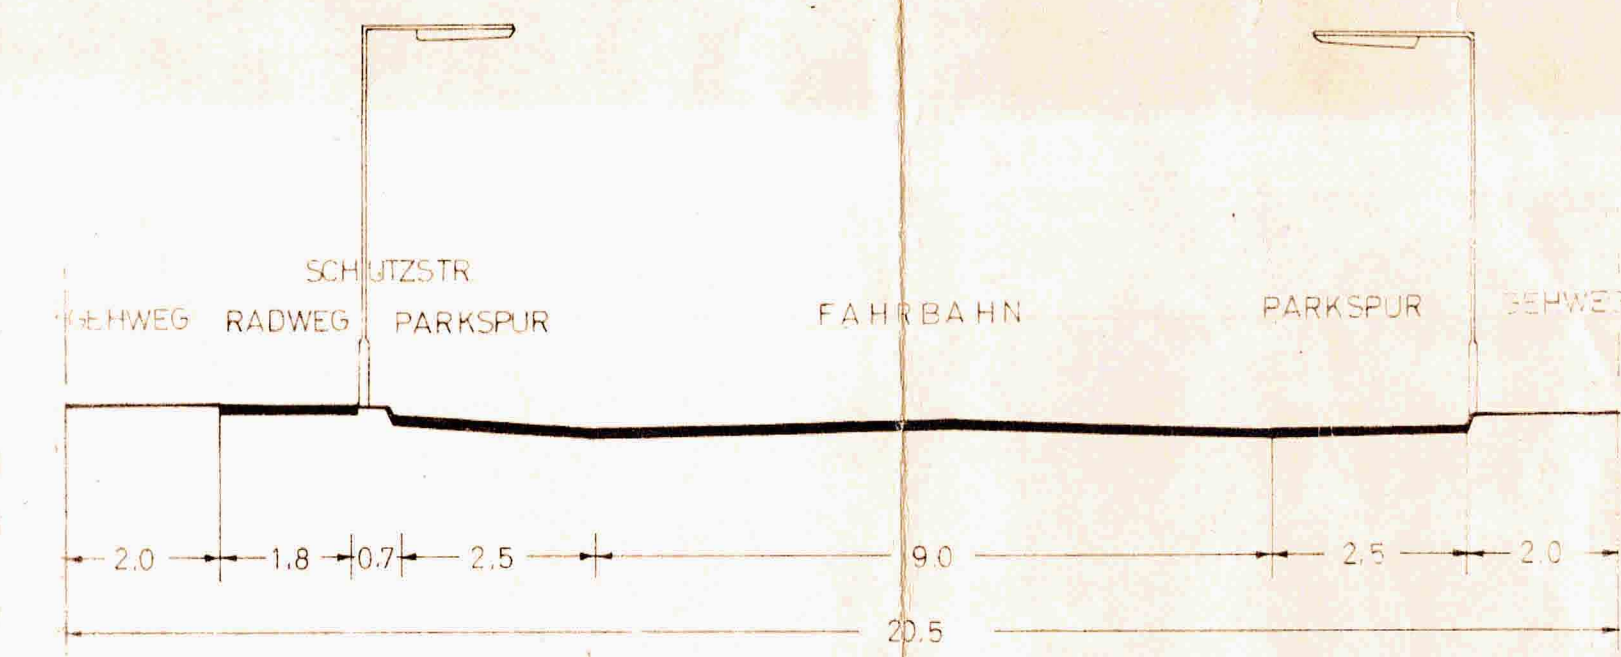 SCHUTZSTR.
GEHWEG RADWEG PARKSPUR FAHRBAHN PARKSPUR GEHWEG
2.0 1.8 0.7 2.5 9.0 2.5 2.0
20.5